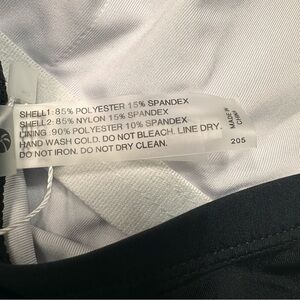 SHELL1: 85% POLYESTER 15% SPANDEX
SHELL2: 85% NYLON 15% SPANDEX
LINING: 90% POLYESTER 10% SPANDEX
HAND WASH COLD. DO NOT BLEACH. LINE DRY.
DO NOT IRON. DO NOT DRY CLEAN.
MADE IN
CHINA
205